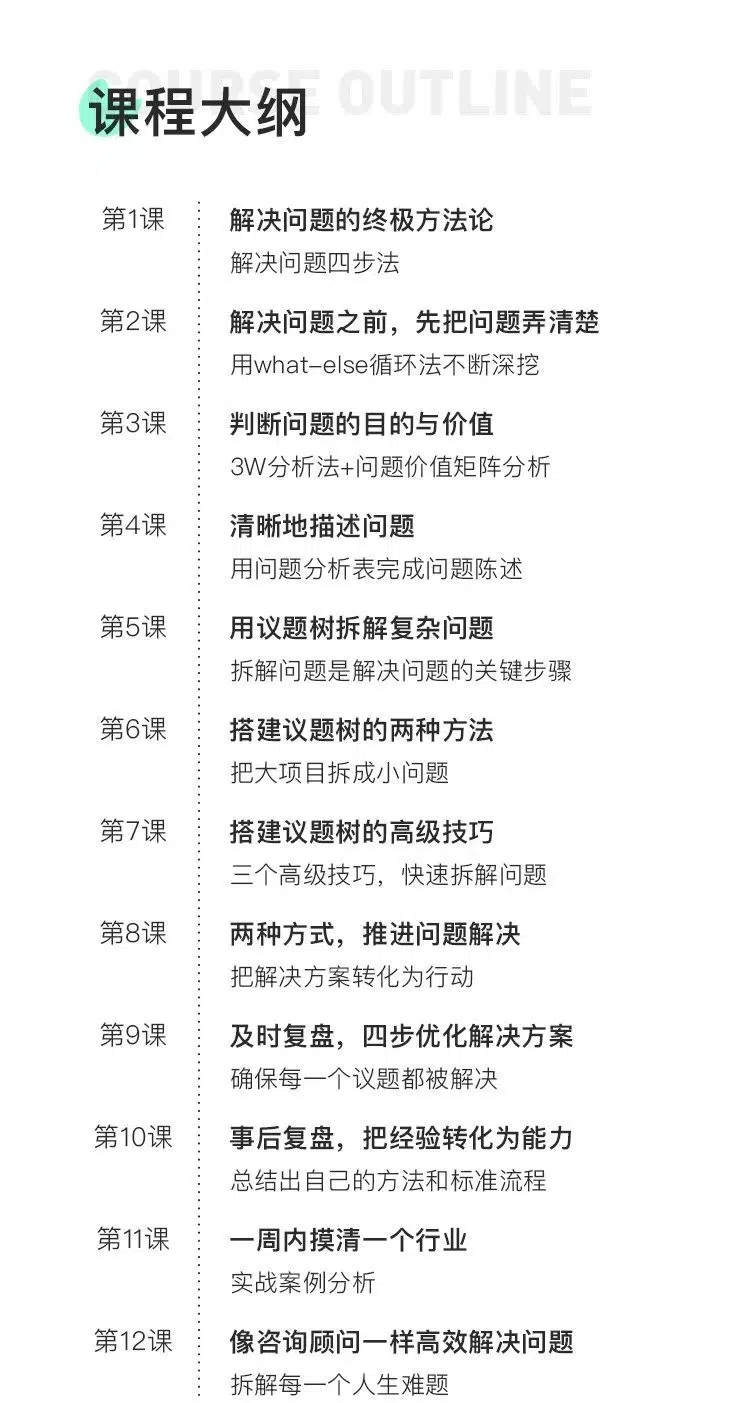 COURSE OUTLINE
课程大纲
第1课
解决问题的终极方法论
解决问题四步法
第2课
解决问题之前，先把问题弄清楚
用what-else循环法不断深挖
第3课
判断问题的目的与价值
3W分析法+问题价值矩阵分析
第4课
清晰地描述问题
用问题分析表完成问题陈述
第5课
用议题树拆解复杂问题
拆解问题是解决问题的关键步骤
第6课
搭建议题树的两种方法
把大项目拆成小问题
第7课
搭建议题树的高级技巧
三个高级技巧，快速拆解问题
第8课
两种方式，推进问题解决
把解决方案转化为行动
第9课
及时复盘，四步优化解决方案
确保每一个议题都被解决
第10课
事后复盘，把经验转化为能力
总结出自己的方法和标准流程
第11课
一周内摸清一个行业
实战案例分析
第12课
像咨询顾问一样高效解决问题
拆解每一个人生难题